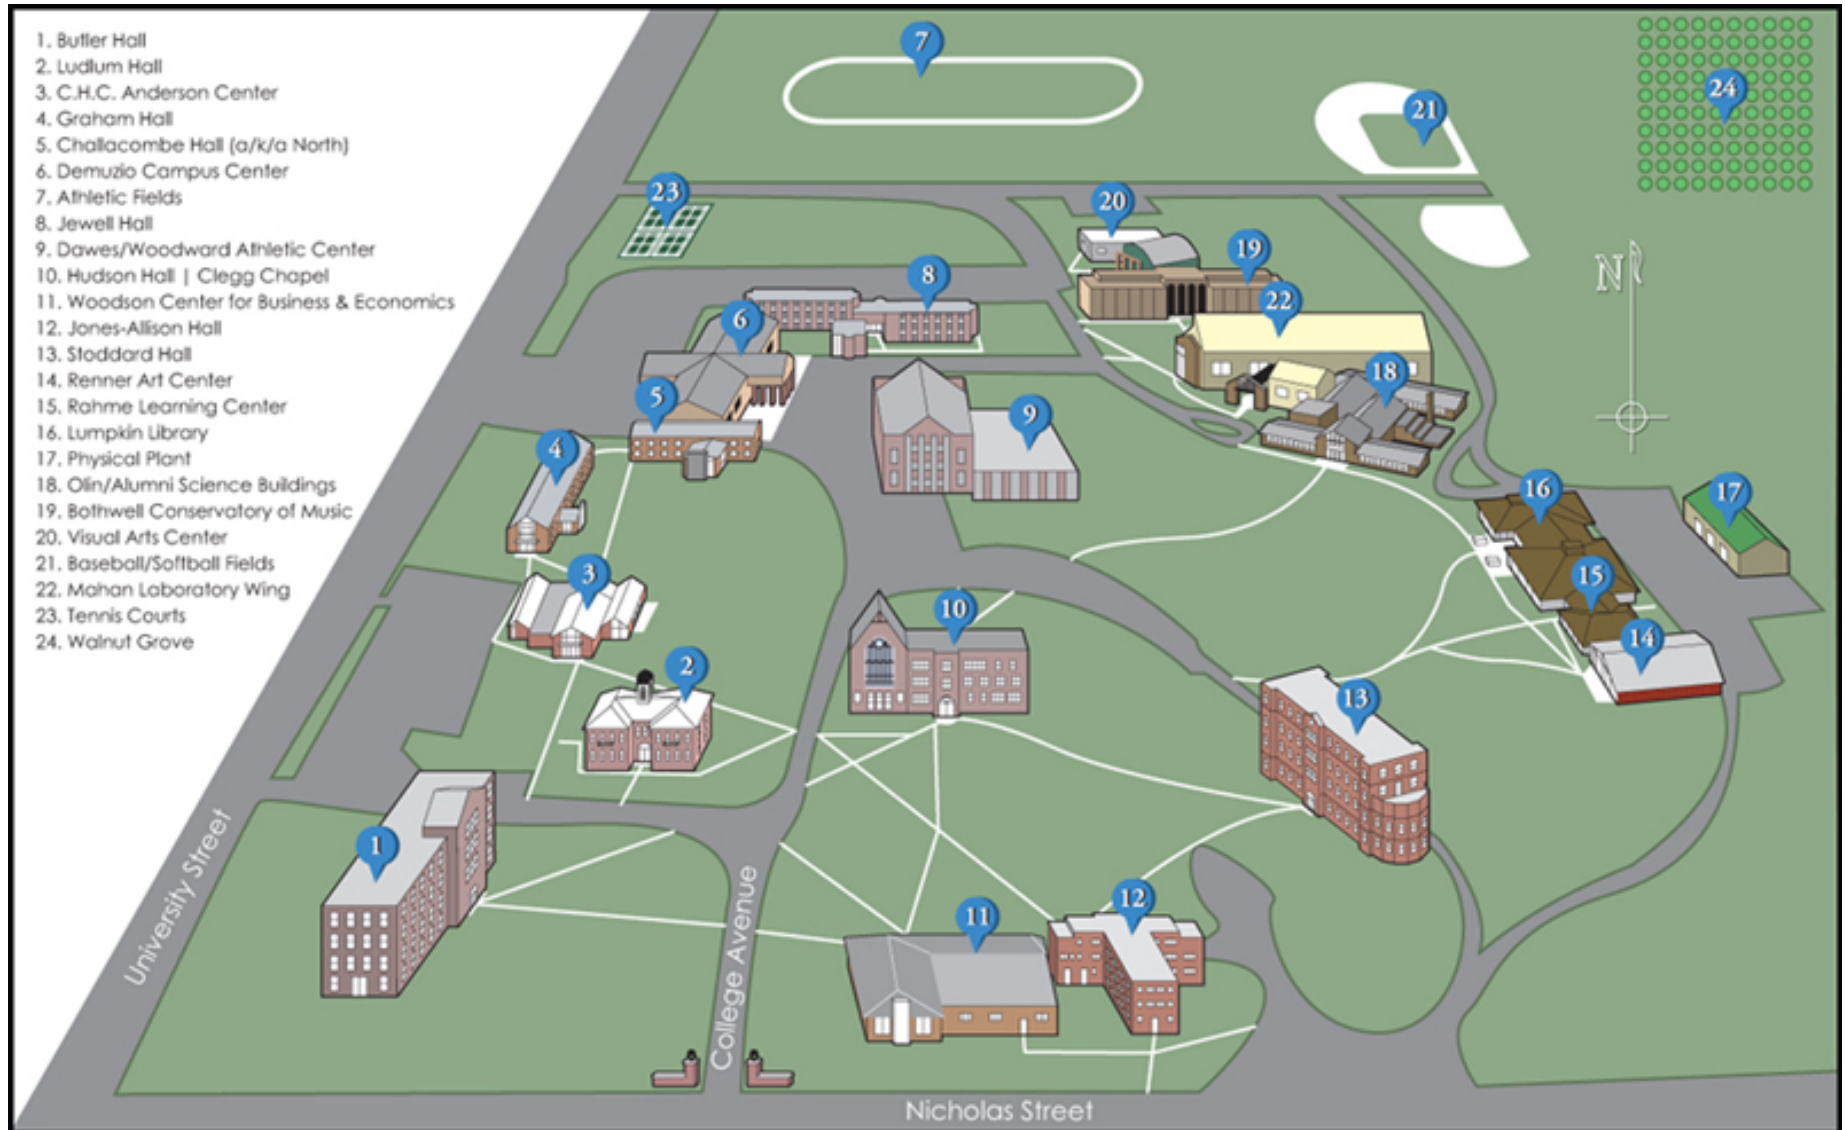 1. Butler Hall
2. Ludlum Hall
3. C.H.C. Anderson Center
4. Graham Hall
5. Challacombe Hall (a/k/a North)
6. Demuzio Campus Center
7. Athletic Fields
8. Jewell Hall
9. Dawes/Woodward Athletic Center
10. Hudson Hall | Clegg Chapel
11. Woodson Center for Business & Economics
12. Jones-Allison Hall
13. Stoddard Hall
14. Renner Art Center
15. Rahme Learning Center
16. Lumpkin Library
17. Physical Plant
18. Olin/Alumni Science Buildings
19. Bothwell Conservatory of Music
20. Visual Arts Center
21. Baseball/Softball Fields
22. Mahan Laboratory Wing
23. Tennis Courts
24. Walnut Grove
7
24
21
23
20
19
8
22
6
18
5
9
4
16
17
3
15
10
14
2
13
1
12
11
N
University Street
College Avenue
Nicholas Street